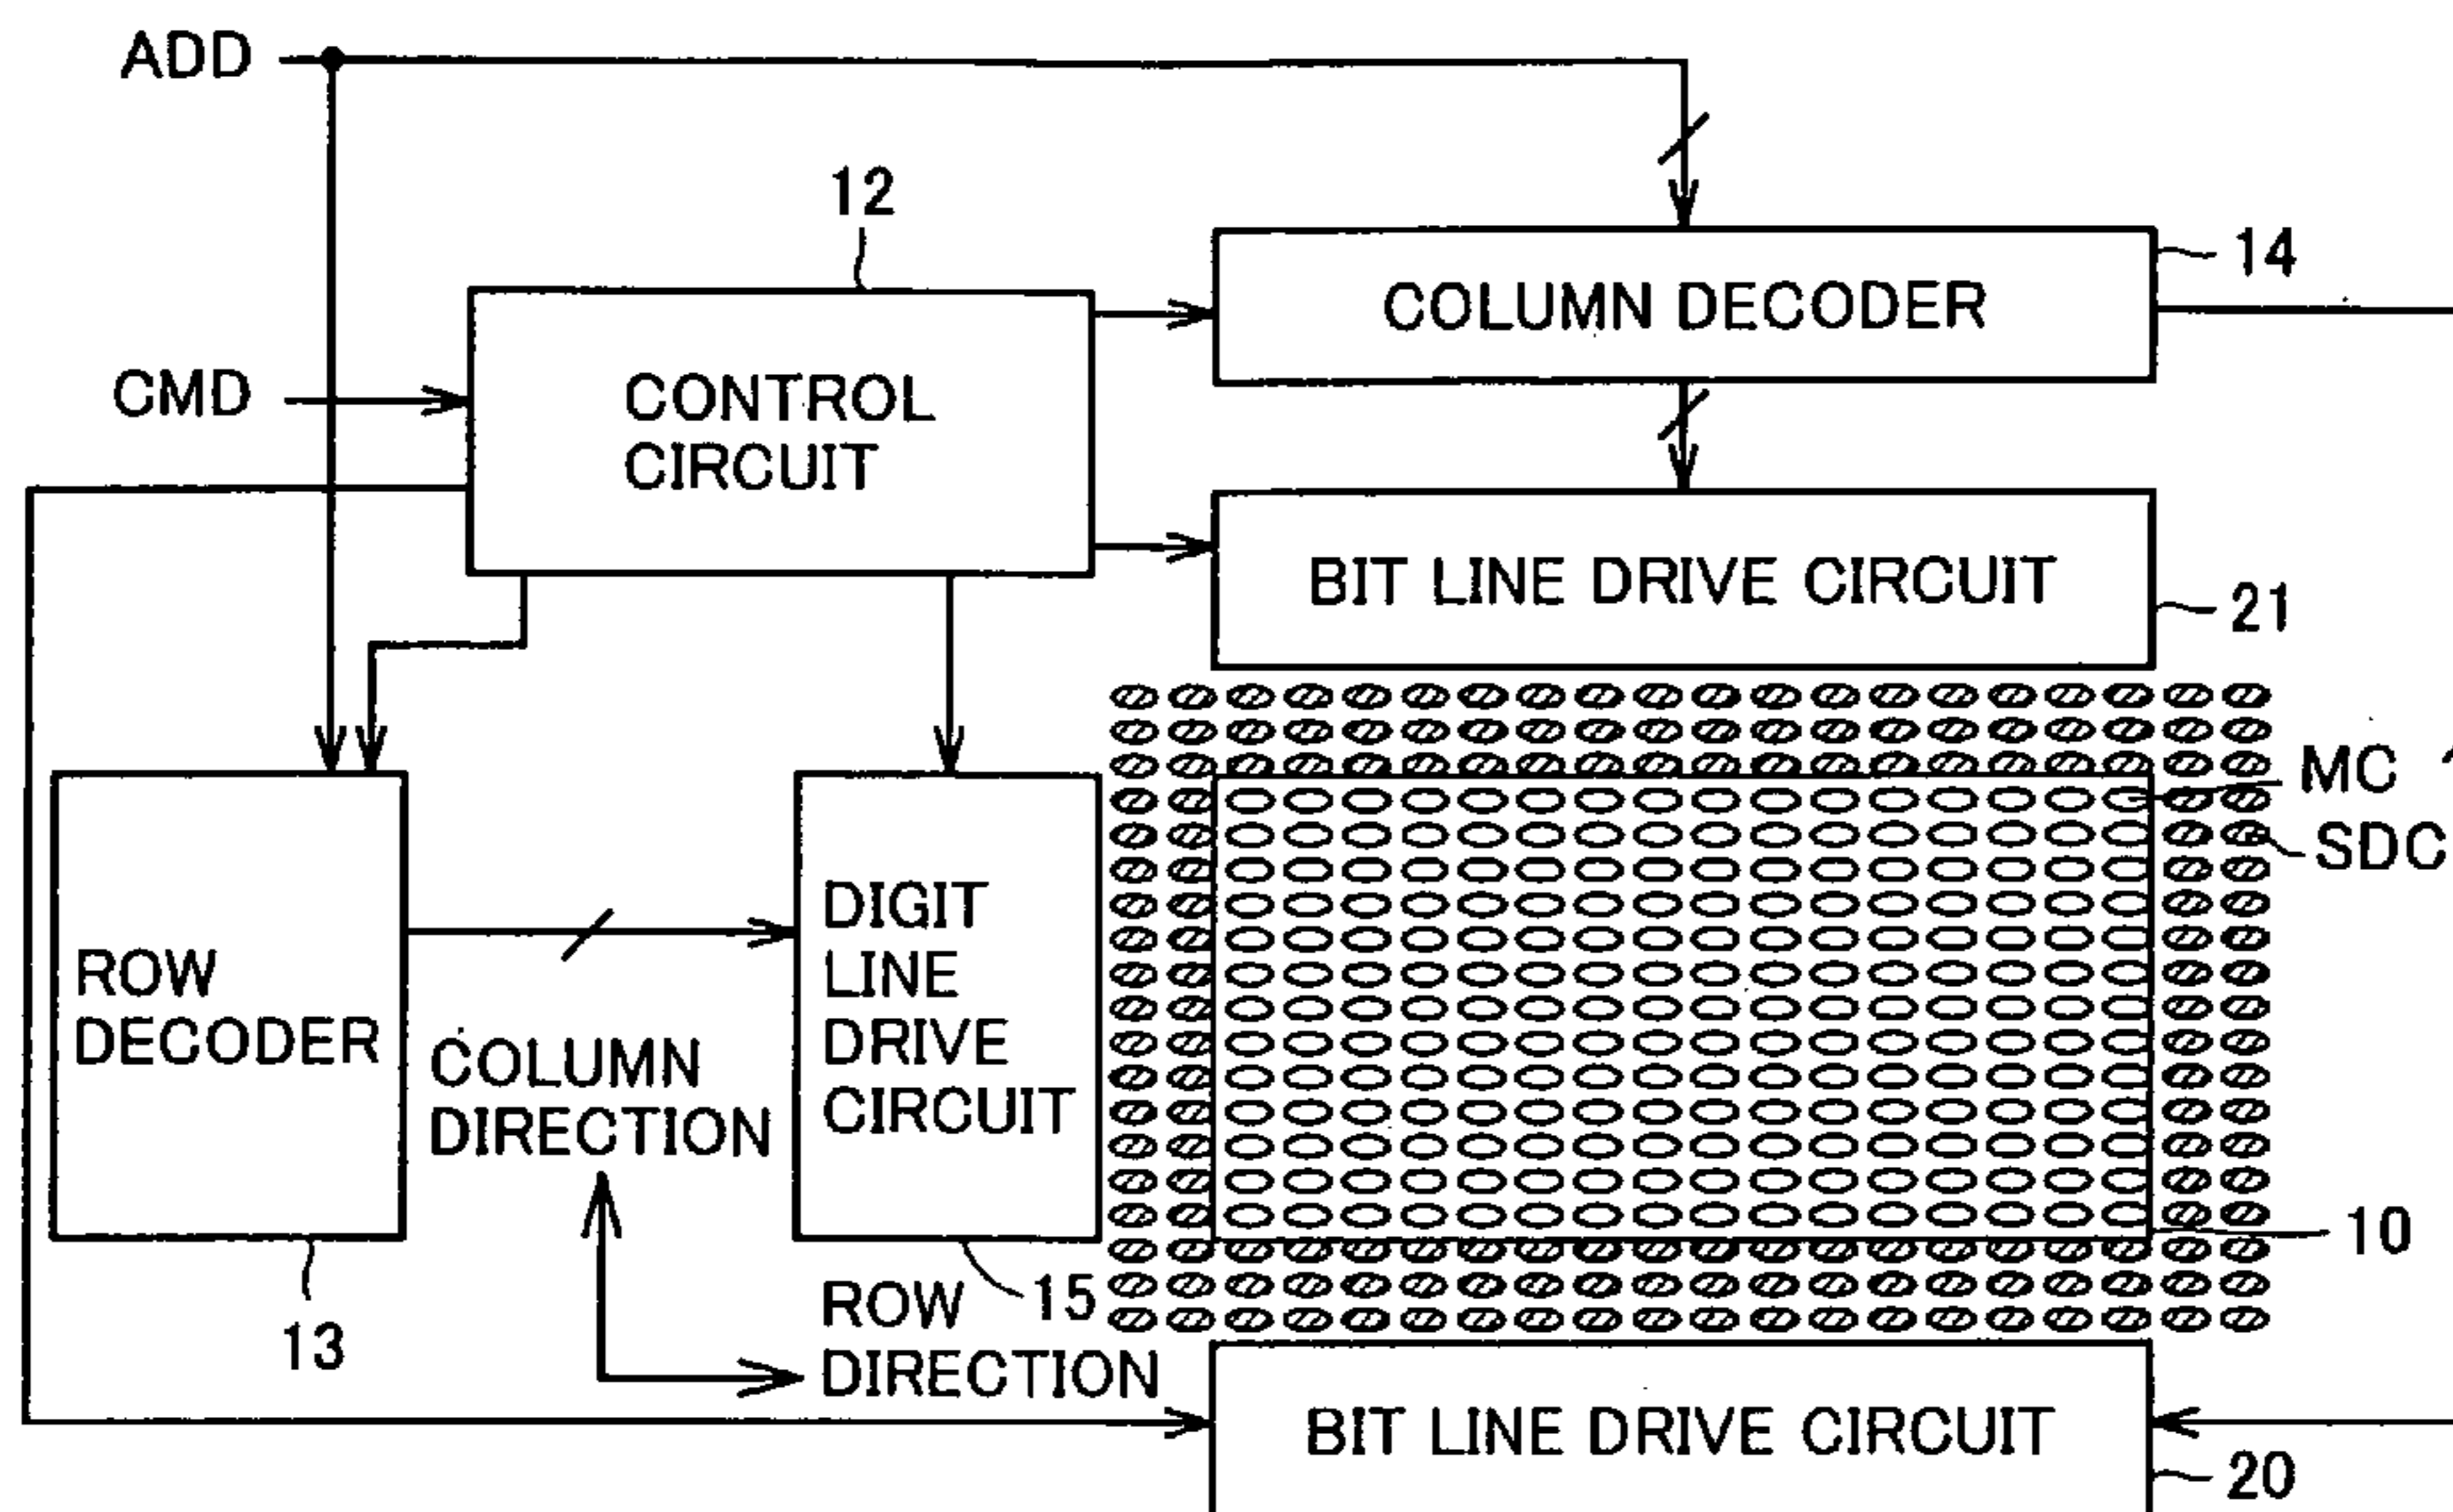 ADD
12
14
COLUMN DECODER
CMD
CONTROL
CIRCUIT
BIT LINE DRIVE CIRCUIT
21
MC
SDC
DIGIT
LINE
DRIVE
CIRCUIT
ROW
DECODER
COLUMN
DIRECTION
10
15
ROW
DIRECTION
13
BIT LINE DRIVE CIRCUIT
20